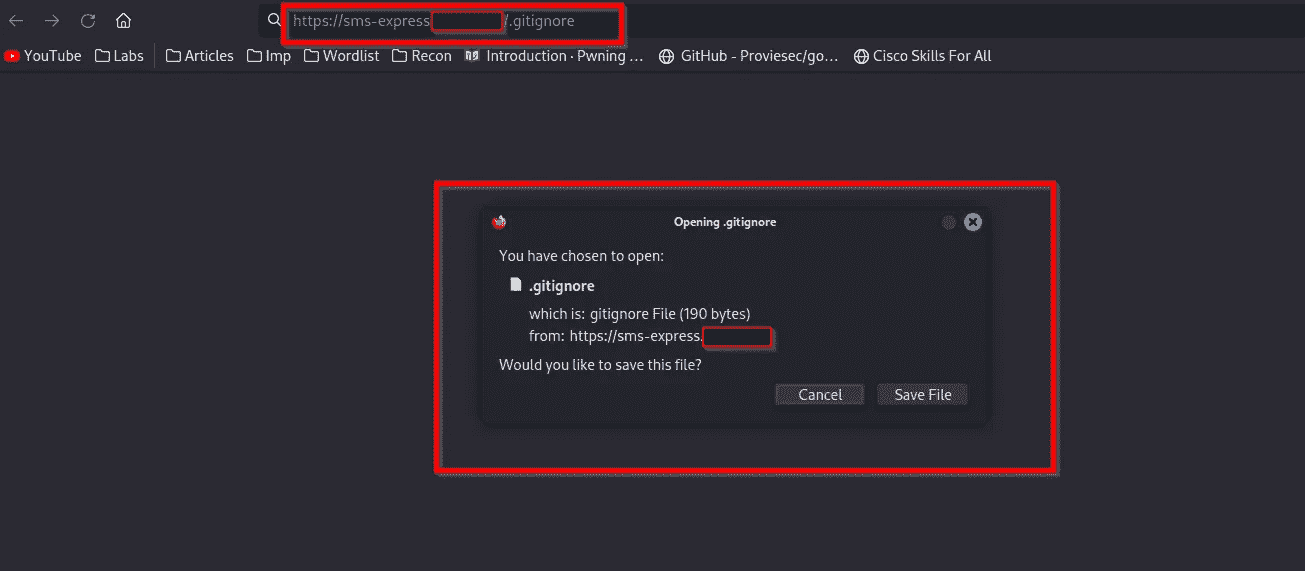 https://sms-express /.gitignore
YouTube Labs Articles Imp Wordlist Recon Introduction · Pwning ... GitHub - Proviesec/go... Cisco Skills For All
Opening .gitignore
You have chosen to open:
.gitignore
which is: gitignore File (190 bytes)
from: https://sms-express.
Would you like to save this file?
Cancel Save File